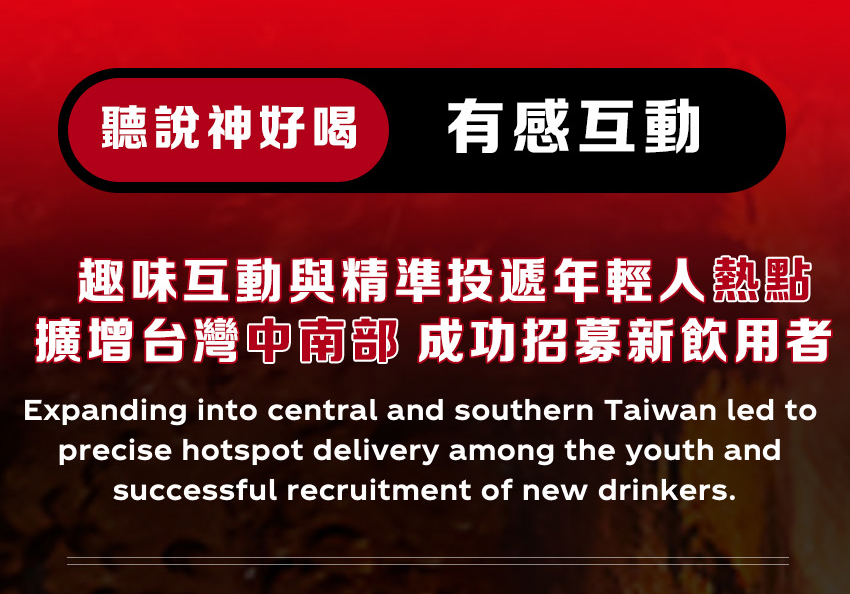 聽說神好喝 有感互動
趣味互動與精準投遞年輕人熱點
擴增台灣中南部 成功招募新飲用者
Expanding into central and southern Taiwan led to
precise hotspot delivery among the youth and
successful recruitment of new drinkers.